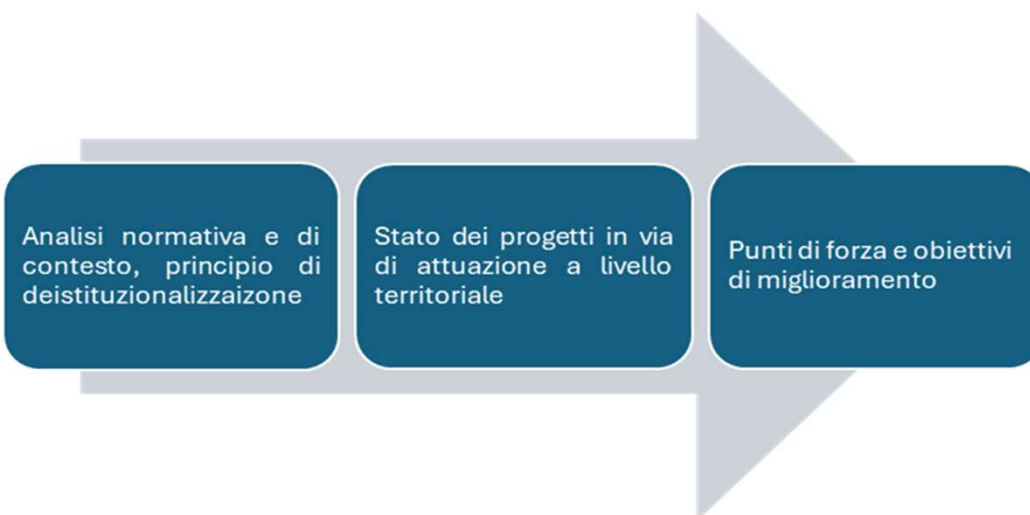 Analisi normativa e di
contesto, principio di
deistituzionalizzaizone
Stato dei progetti in via
di attuazione a livello
territoriale
Punti di forza e obiettivi
di miglioramento